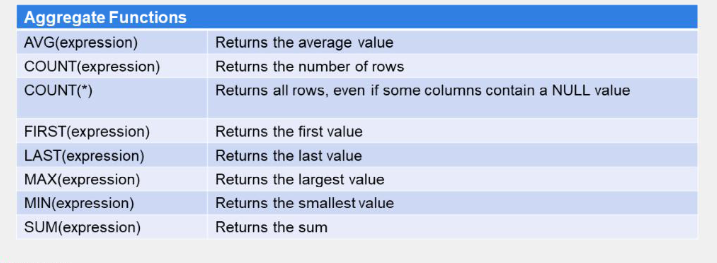 Aggregate Functions
AVG(expression) Returns the average value
COUNT(expression) Returns the number of rows
COUNT(*) Returns all rows, even if some columns contain a NULL value
FIRST(expression) Returns the first value
LAST(expression) Returns the last value
MAX(expression) Returns the largest value
MIN(expression) Returns the smallest value
SUM(expression) Returns the sum